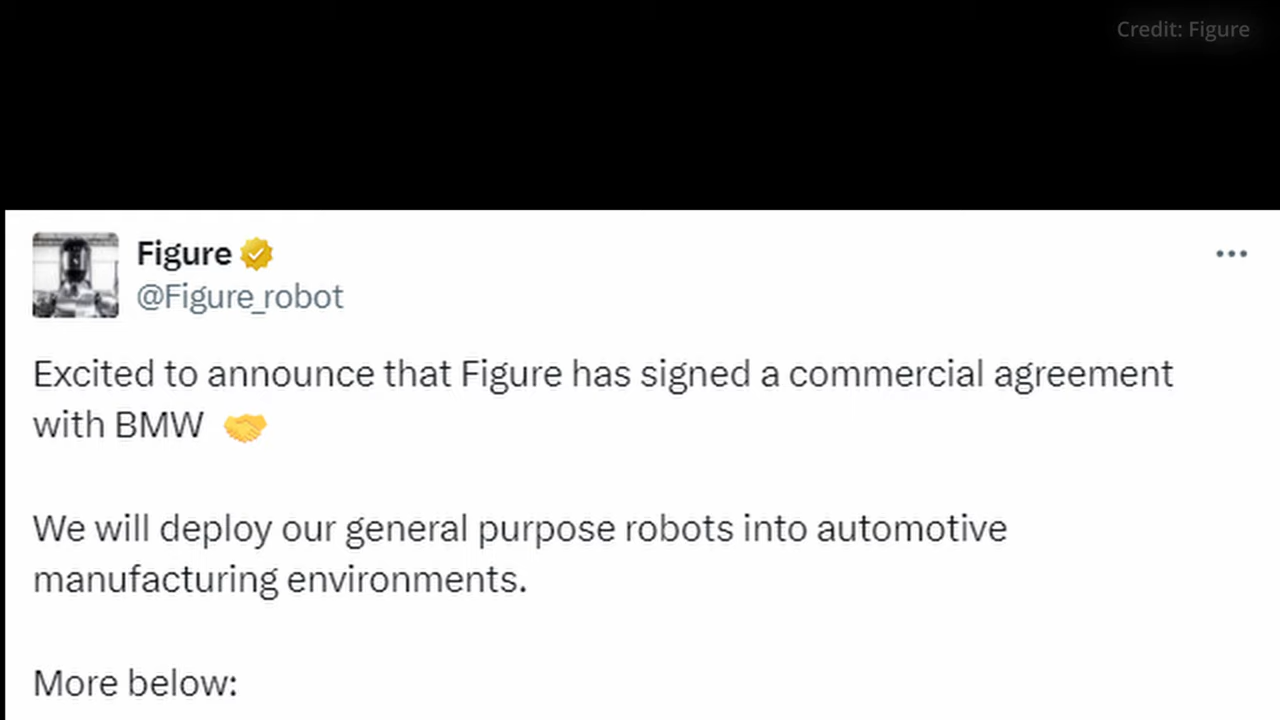 Credit: Figure
Figure
@Figure_robot
Excited to announce that Figure has signed a commercial agreement
with BMW 🤝
We will deploy our general purpose robots into automotive
manufacturing environments.
More below: